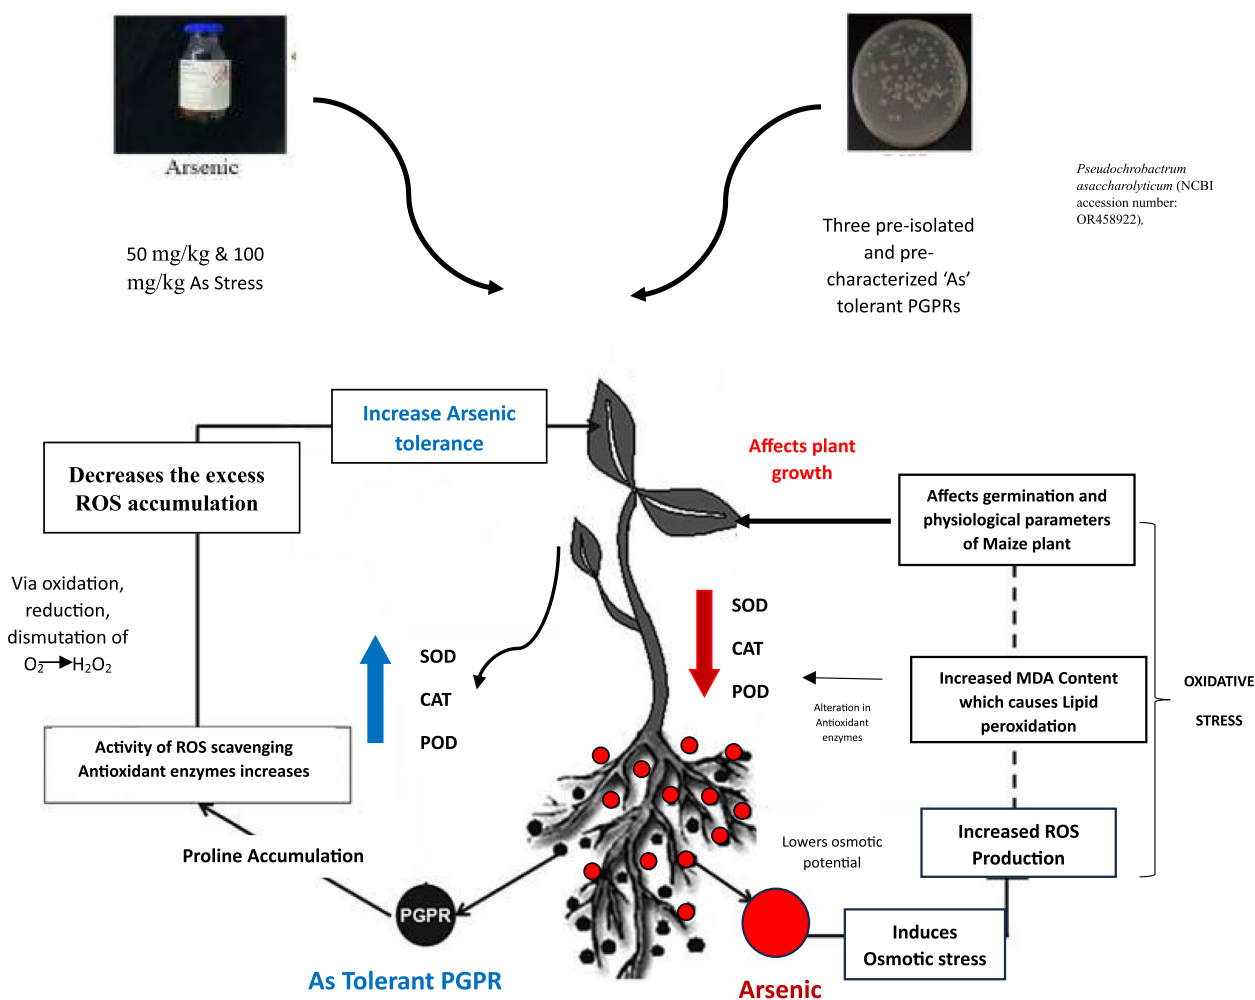 Arsenic
50 mg/kg & 100
mg/kg As Stress
Three pre-isolated
and pre-
characterized ‘As’
tolerant PGPRs
Pseudochrobactrum
asaccharolyticum (NCBI
accession number:
OR458922),
Increase Arsenic
tolerance
Decreases the excess
ROS accumulation
Via oxidation,
reduction,
dismutation of
O₂ H₂O₂
Activity of ROS scavenging
Antioxidant enzymes increases
Proline Accumulation
PGPR
As Tolerant PGPR
SOD
CAT
POD
Affects plant
growth
SOD
CAT
POD
Affects germination and
physiological parameters
of Maize plant
Alteration in
Antioxidant
enzymes
Increased MDA Content
which causes Lipid
peroxidation
OXIDATIVE
STRESS
Increased ROS
Production
Lowers osmotic
potential
Induces
Osmotic stress
Arsenic